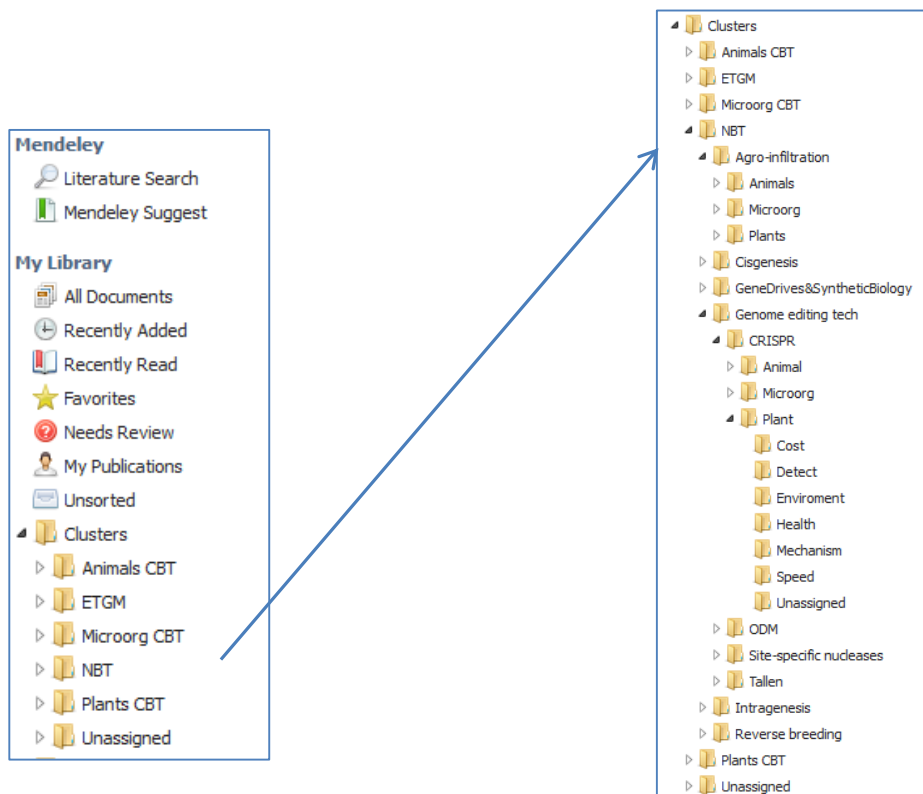 Mendeley
Literature Search
Mendeley Suggest
My Library
All Documents
Recently Added
Recently Read
Favorites
Needs Review
My Publications
Unsorted
Clusters
Animals CBT
ETGM
Microorg CBT
NBT
Plants CBT
Unassigned
Clusters
Animals CBT
ETGM
Microorg CBT
NBT
Agro-infiltration
Animals
Microorg
Plants
Cisgenesis
GeneDrives&SyntheticBiology
Genome editing tech
CRISPR
Animal
Microorg
Plant
Cost
Detect
Enviroment
Health
Mechanism
Speed
Unassigned
ODM
Site-specific nucleases
Tallen
Intragenesis
Reverse breeding
Plants CBT
Unassigned